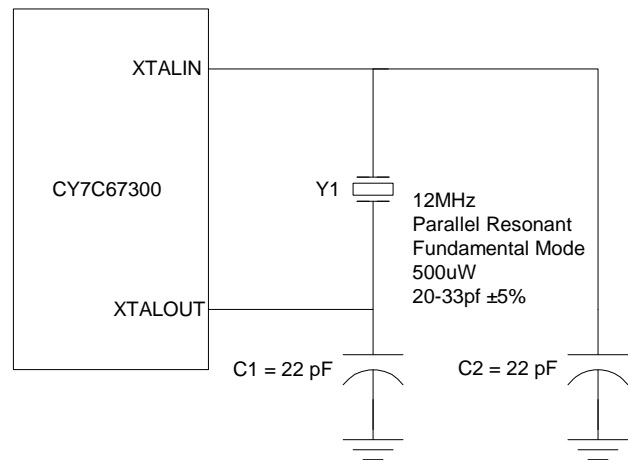 XTALIN
CY7C67300
Y1
12MHz
Parallel Resonant
Fundamental Mode
500uW
20-33pf ±5%
XTALOUT
C1 = 22 pF
C2 = 22 pF